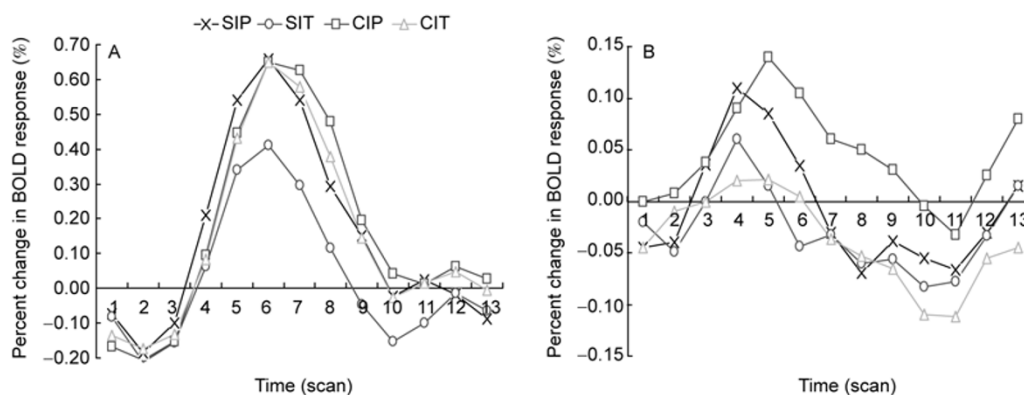 SIP SIT CIP CIT
A
Percent change in BOLD response (%)
0.70
0.60
0.50
0.40
0.30
0.20
0.10
0.00
−0.10
−0.20
1 2 3 4 5 6 7 8 9 10 11 12 13
Time (scan)
B
Percent change in BOLD response (%)
0.15
0.10
0.05
0.00
−0.05
−0.10
−0.15
1 2 3 4 5 6 7 8 9 10 11 12 13
Time (scan)